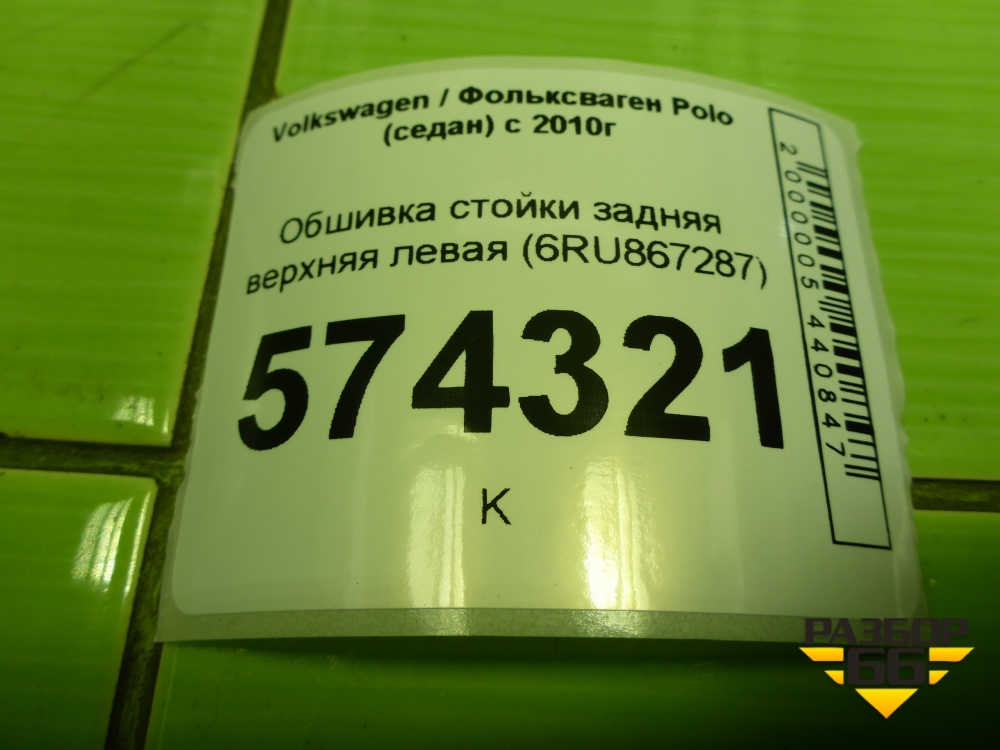 Volkswagen / Фольксваген Polo
(седан) с 2010г
Обшивка стойки задняя
верхняя левая (6RU867287)
574321
К
2000005440847
РАЗБОР
66